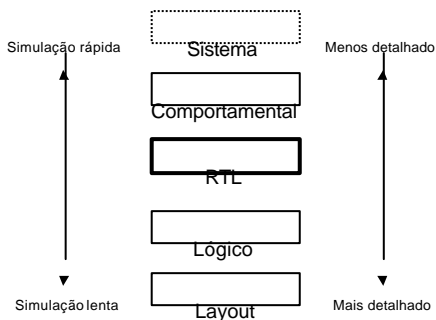 Simulação rápida
Sistema
Menos detalhado
Comportamental
RTL
Lógico
Simulação lenta
Layout
Mais detalhado